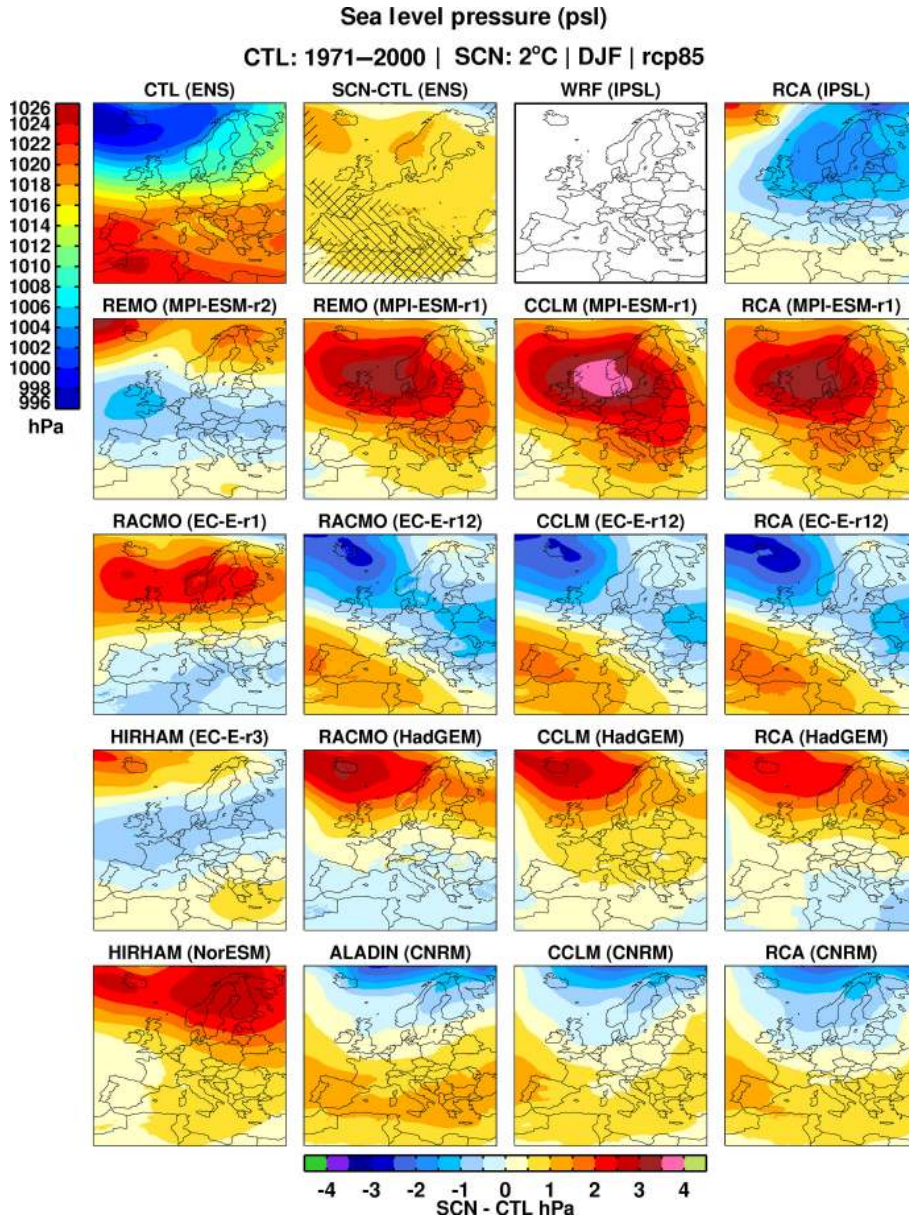 Sea level pressure (psl)
CTL: 1971–2000 | SCN: 2°C | DJF | rcp85
CTL (ENS) SCN-CTL (ENS) WRF (IPSL) RCA (IPSL)
1026
1024
1022
1020
1018
1016
1014
1012
1010
1008
1006
1004
1002
1000
998
996
hPa
REMO (MPI-ESM-r2) REMO (MPI-ESM-r1) CCLM (MPI-ESM-r1) RCA (MPI-ESM-r1)
RACMO (EC-E-r1) RACMO (EC-E-r12) CCLM (EC-E-r12) RCA (EC-E-r12)
HIRHAM (EC-E-r3) RACMO (HadGEM) CCLM (HadGEM) RCA (HadGEM)
HIRHAM (NorESM) ALADIN (CNRM) CCLM (CNRM) RCA (CNRM)
-4 -3 -2 -1 0 1 2 3 4
SCN - CTL hPa